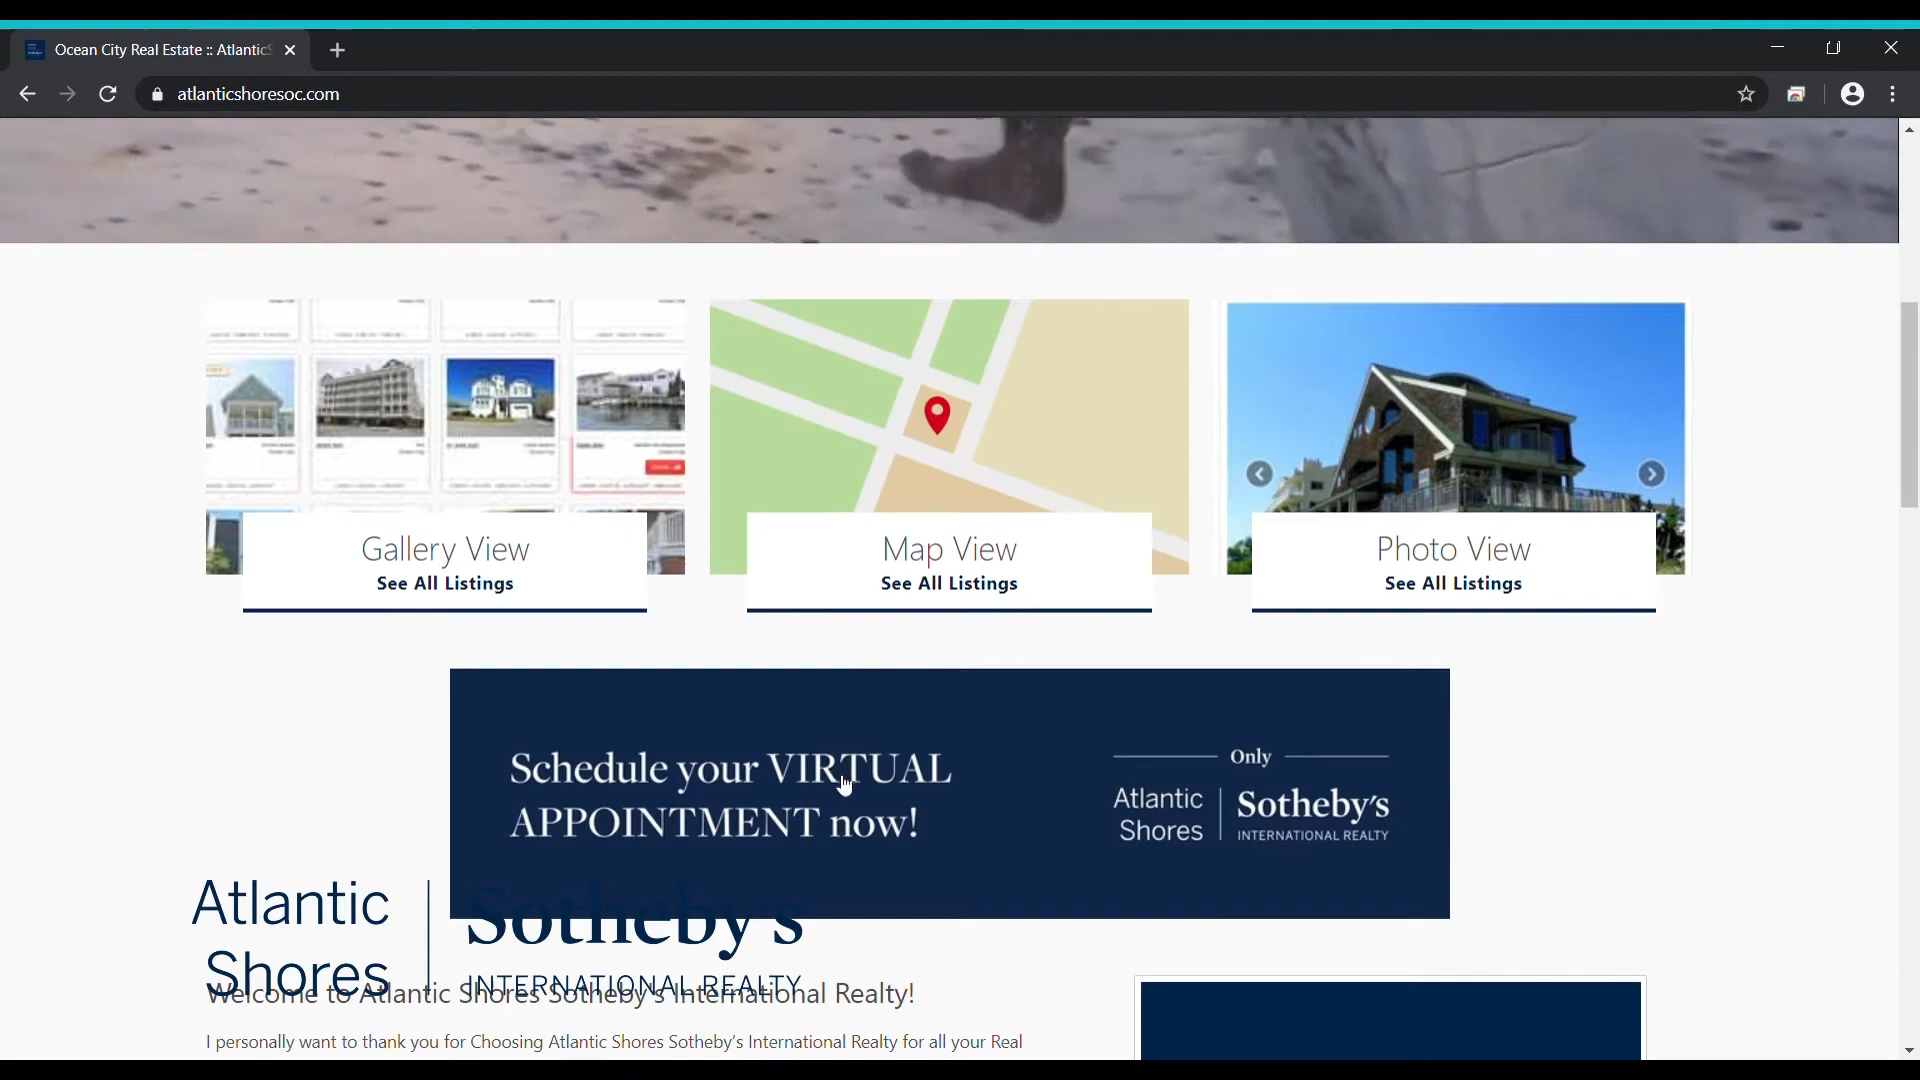 Ocean City Real Estate :: AtlanticS
atlanticshoresoc.com
Gallery View
See All Listings
Map View
See All Listings
Photo View
See All Listings
Schedule your VIRTUAL
APPOINTMENT now!
Only
Atlantic
Shores
Sotheby's
INTERNATIONAL REALTY
Atlantic
Shores
Sotheby's
INTERNATIONAL REALTY
Welcome to Atlantic Shores Sotheby's International Realty!
I personally want to thank you for Choosing Atlantic Shores Sotheby's International Realty for all your Real